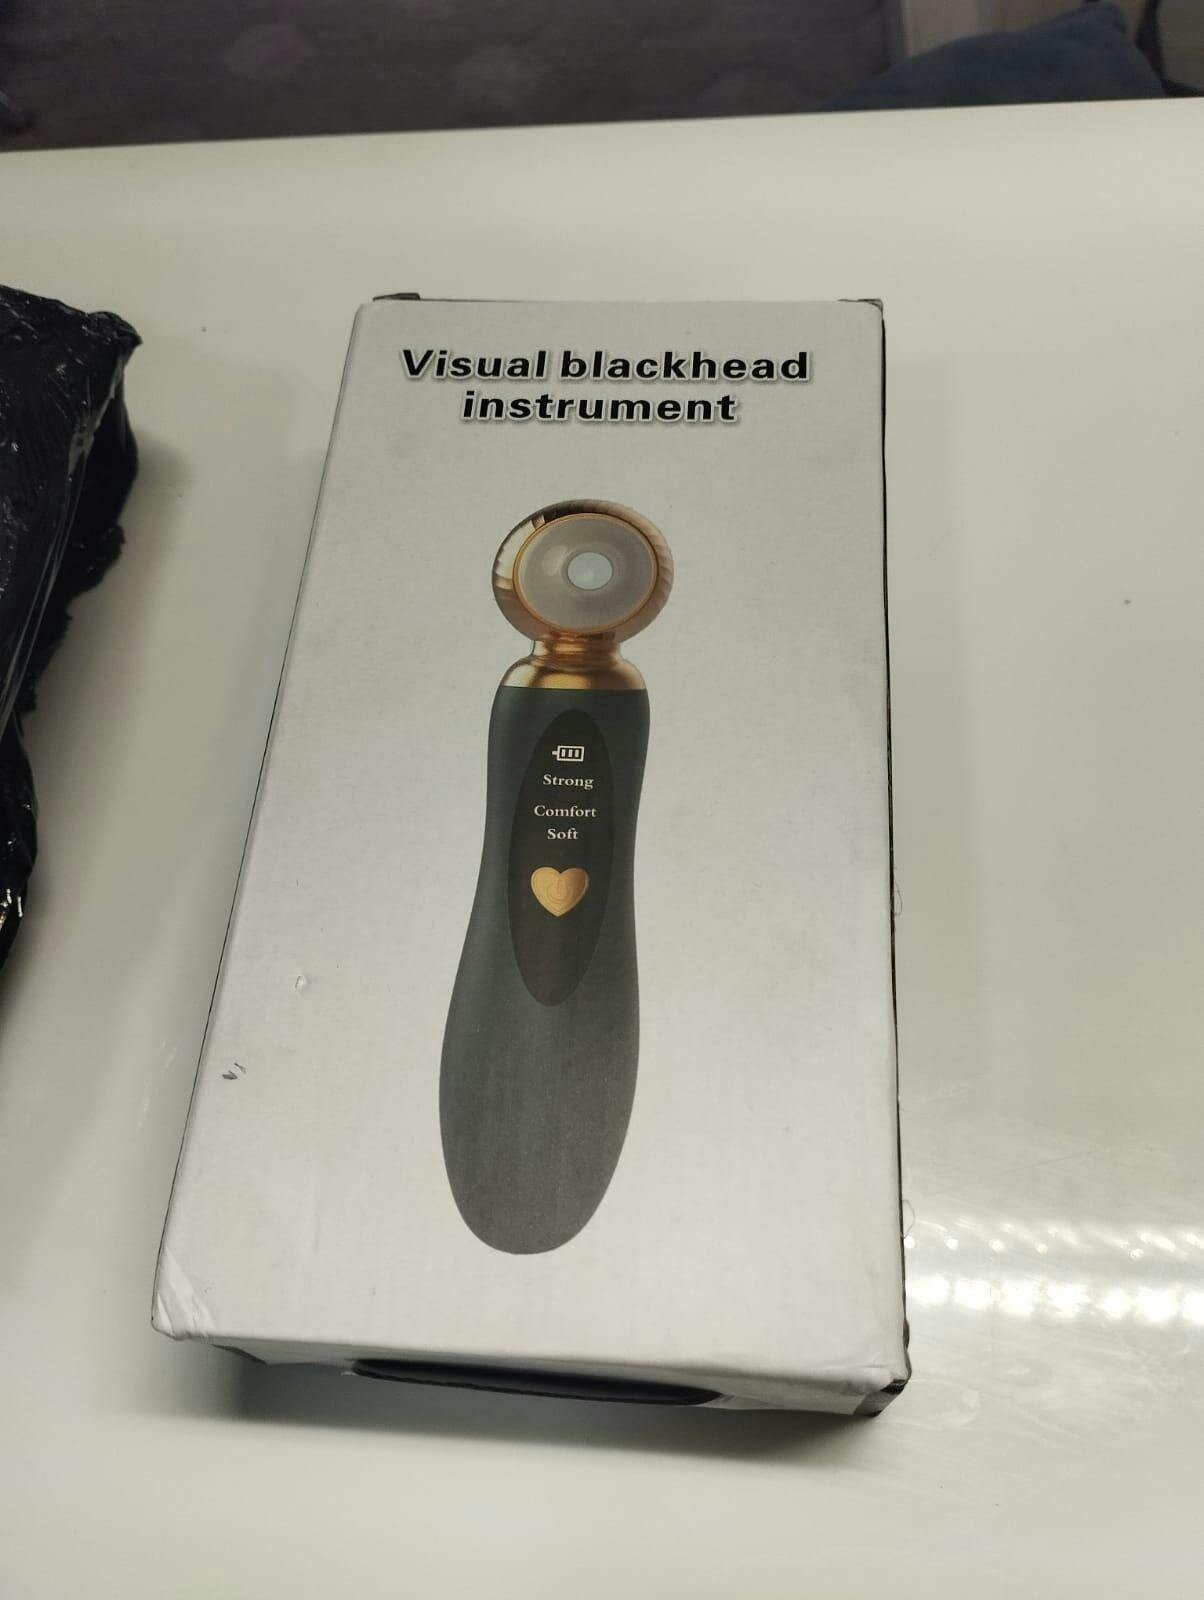 Visual blackhead
instrument
Strong
Comfort
Soft